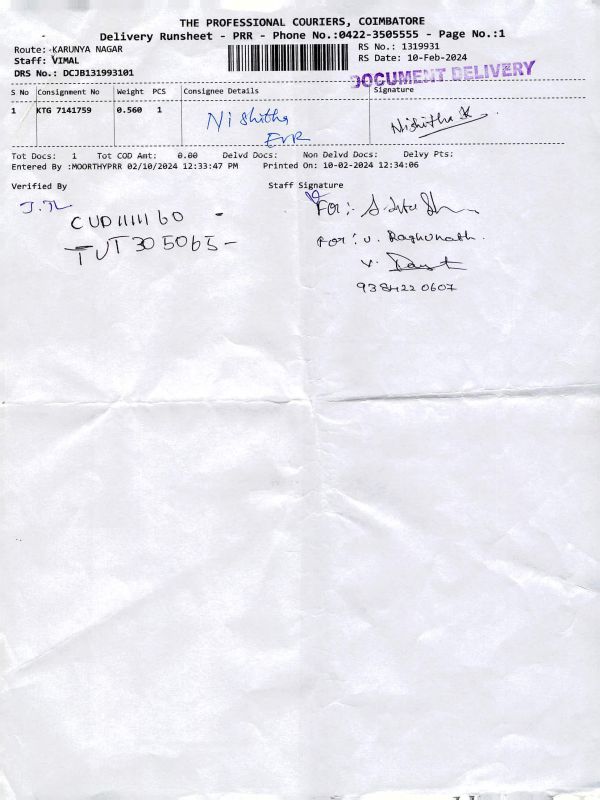 THE PROFESSIONAL COURIERS, COIMBATORE
Delivery Runsheet - PRR - Phone No.:0422-3505555 - Page No.:1
Route: KARUNYA NAGAR
RS No.: 1319931
Staff: VIMAL
RS Date: 10-Feb-2024
DRS No.: DCJB131993101
DOCUMENT DELIVERY
S No Consignment No Weight PCS Consignee Details Signature
1 KTG 7141759 0.560 1 Nishitha Nishitha K
EVR
Tot Docs: 1 Tot COD Amt: 0.00 Delvd Docs: Non Delvd Docs: Delvy Pts:
Entered By :MOORTHYPRR 02/10/2024 12:33:47 PM Printed On: 10-02-2024 12:34:06
Verified By Staff Signature
For:-
CUD1111160 -
TUT305065-
For: v. Raghunath.
V.
9384220607